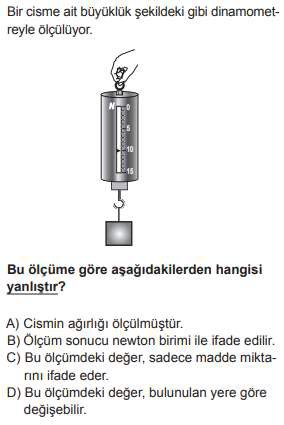 Bir cisme ait büyüklük şekildeki gibi dinamomet-
reyle ölçülüyor.
N
0
5
10
15
Bu ölçüme göre aşağıdakilerden hangisi
yanlıştır?
A) Cismin ağırlığı ölçülmüştür.
B) Ölçüm sonucu newton birimi ile ifade edilir.
C) Bu ölçümdeki değer, sadece madde mikta-
rını ifade eder.
D) Bu ölçümdeki değer, bulunulan yere göre
değişebilir.